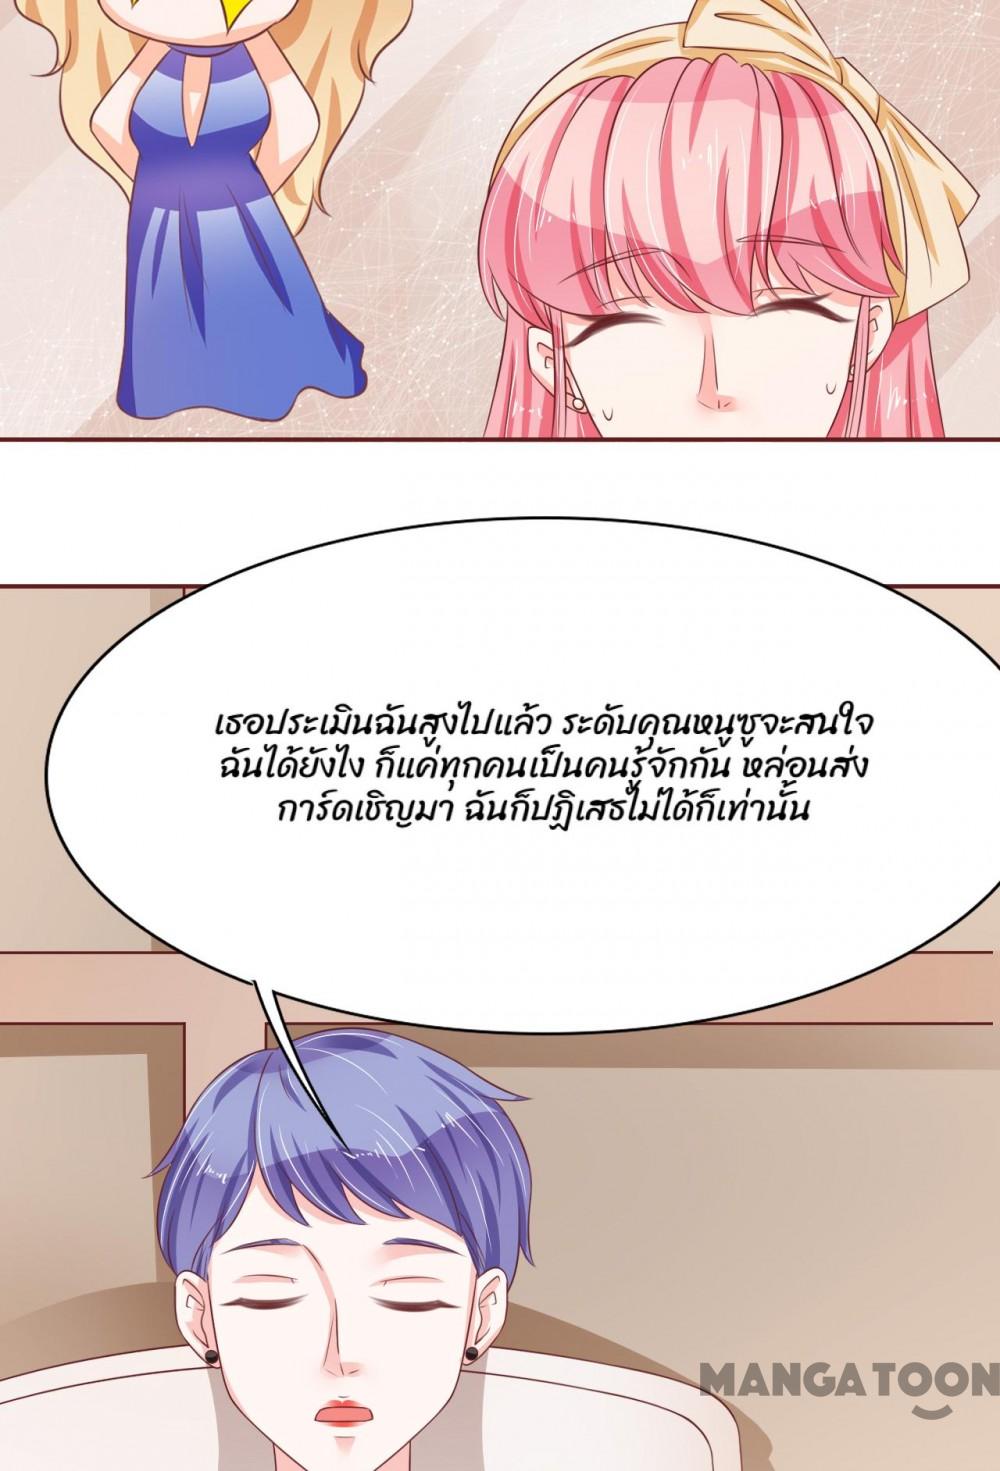 เธอประเมินฉันสูงไปแล้ว ระดับคุณหนูซูจะสนใจ
ฉันได้ยังไง ก็แค่ทุกคนเป็นคนรู้จักกัน หล่อนส่ง
การ์ดเชิญมา ฉันก็ปฏิเสธไม่ได้ก็เท่านั้น
MANGATOON